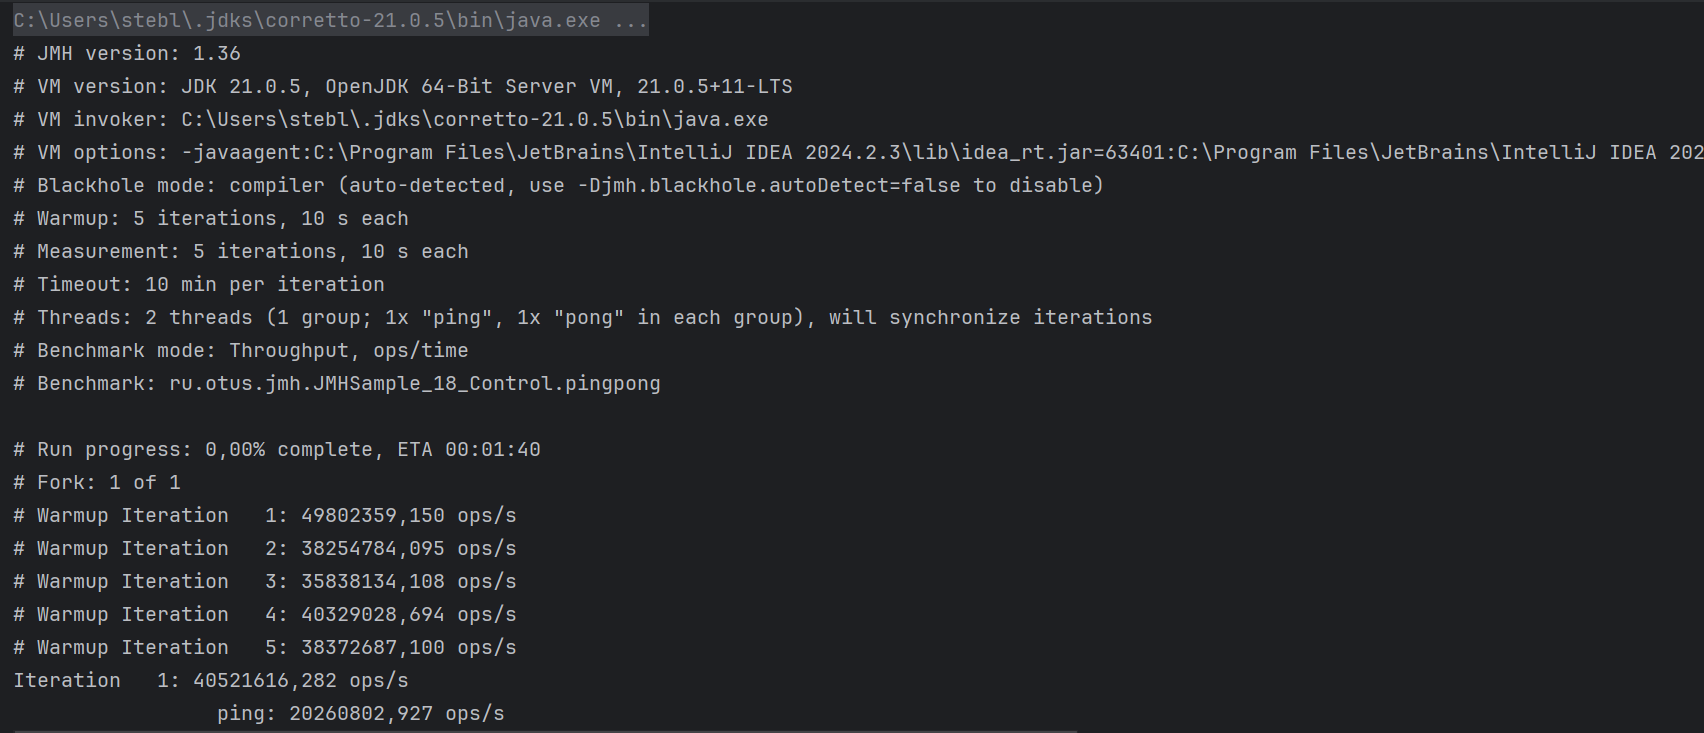 C:\Users\stebl\.jdks\corretto-21.0.5\bin\java.exe ...
# JMH version: 1.36
# VM version: JDK 21.0.5, OpenJDK 64-Bit Server VM, 21.0.5+11-LTS
# VM invoker: C:\Users\stebl\.jdks\corretto-21.0.5\bin\java.exe
# VM options: -javaagent:C:\Program Files\JetBrains\IntelliJ IDEA 2024.2.3\lib\idea_rt.jar=63401:C:\Program Files\JetBrains\IntelliJ IDEA 202
# Blackhole mode: compiler (auto-detected, use -Djmh.blackhole.autoDetect=false to disable)
# Warmup: 5 iterations, 10 s each
# Measurement: 5 iterations, 10 s each
# Timeout: 10 min per iteration
# Threads: 2 threads (1 group; 1x "ping", 1x "pong" in each group), will synchronize iterations
# Benchmark mode: Throughput, ops/time
# Benchmark: ru.otus.jmh.JMHSample_18_Control.pingpong
# Run progress: 0,00% complete, ETA 00:01:40
# Fork: 1 of 1
# Warmup Iteration   1: 49802359,150 ops/s
# Warmup Iteration   2: 38254784,095 ops/s
# Warmup Iteration   3: 35838134,108 ops/s
# Warmup Iteration   4: 40329028,694 ops/s
# Warmup Iteration   5: 38372687,100 ops/s
Iteration   1: 40521616,282 ops/s
                 ping: 20260802,927 ops/s